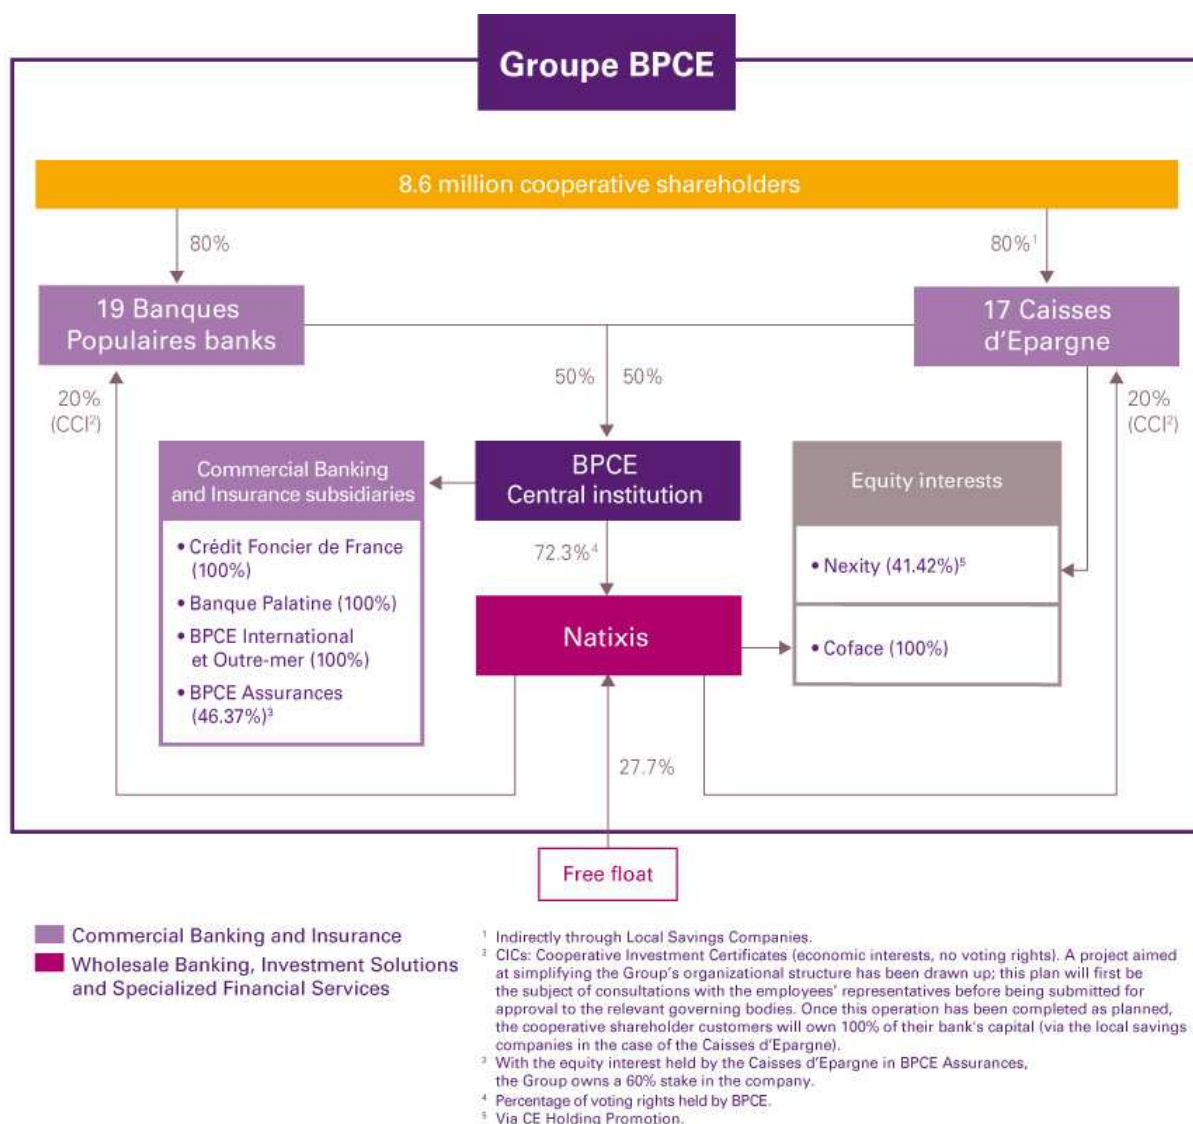 Groupe BPCE
8.6 million cooperative shareholders
80%
80%¹
19 Banques
Populaires banks
17 Caisses
d'Epargne
50%
50%
20%
(CCI²)
20%
(CCI²)
Commercial Banking
and Insurance subsidiaries
• Crédit Foncier de France
(100%)
• Banque Palatine (100%)
• BPCE International
et Outre-mer (100%)
• BPCE Assurances
(46.37%)³
BPCE
Central institution
72.3%⁴
Natixis
Equity interests
• Nexity (41.42%)⁵
• Coface (100%)
27.7%
Free float
Commercial Banking and Insurance
Wholesale Banking, Investment Solutions
and Specialized Financial Services
¹ Indirectly through Local Savings Companies.
² CICs: Cooperative Investment Certificates (economic interests, no voting rights). A project aimed
at simplifying the Group's organizational structure has been drawn up; this plan will first be
the subject of consultations with the employees' representatives before being submitted for
approval to the relevant governing bodies. Once this operation has been completed as planned,
the cooperative shareholder customers will own 100% of their bank's capital (via the local savings
companies in the case of the Caisses d'Epargne).
³ With the equity interest held by the Caisses d'Epargne in BPCE Assurances,
the Group owns a 60% stake in the company.
⁴ Percentage of voting rights held by BPCE.
⁵ Via CE Holding Promotion.